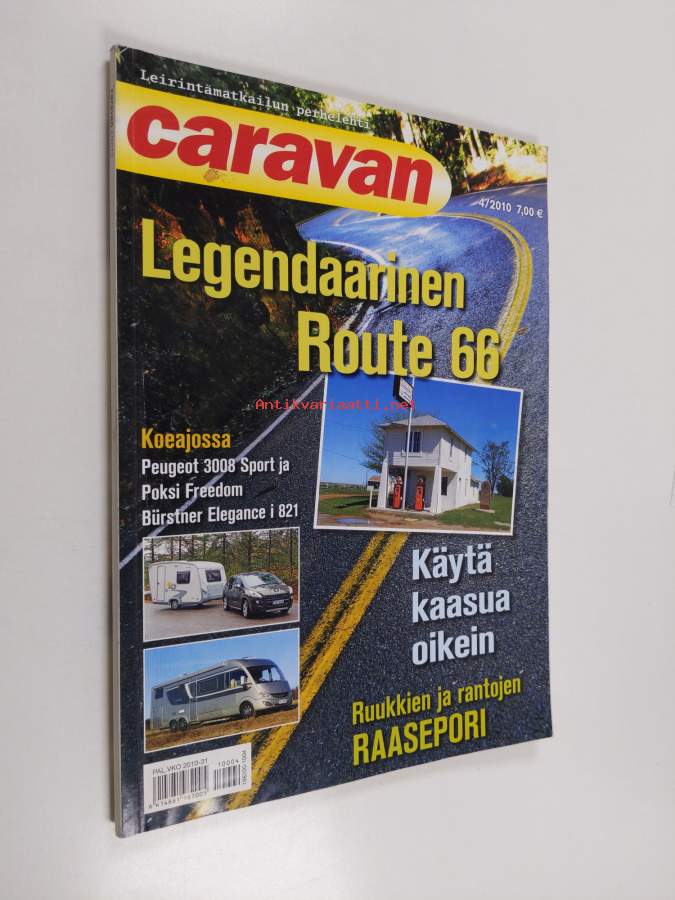 Leirintämatkailun perhelehti
caravan
4/2010 7,00 €
Legendaarinen
Route 66
Antikvariaatti.net
Koeajossa
Peugeot 3008 Sport ja
Poksi Freedom
Bürstner Elegance i 821
Käytä
kaasua
oikein
Ruukkien ja rantojen
RAASEPORI
PAL.VKO 2010-31
10004